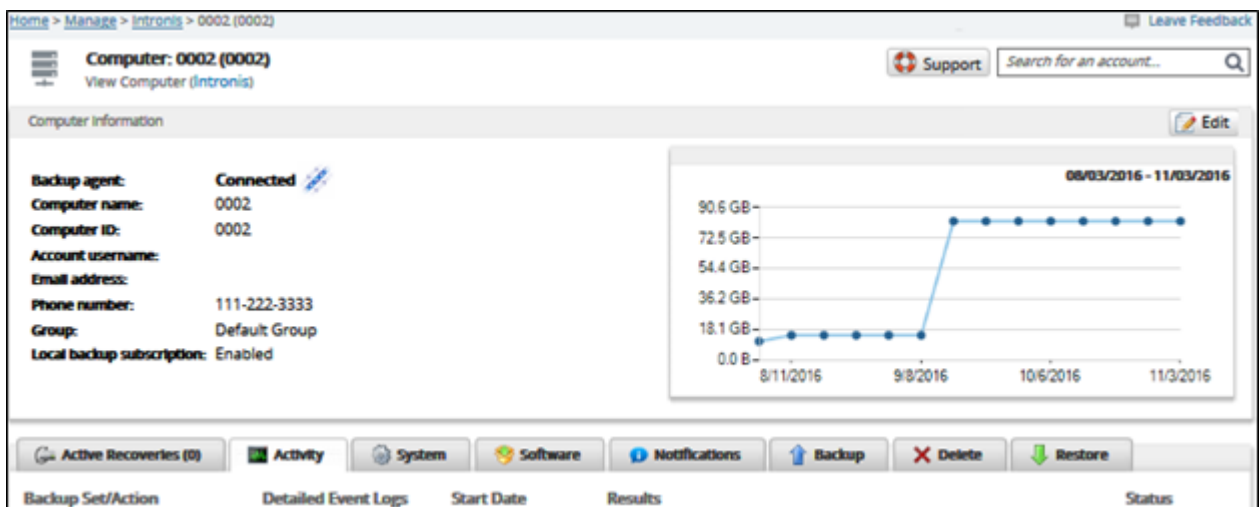 Home > Manage > Intronis > 0002 (0002)
Leave Feedback
Computer: 0002 (0002)
View Computer (Intronis)
Support
Search for an account...
Computer Information
Edit
Backup agent: Connected
Computer name: 0002
Computer ID: 0002
Account username:
Email address:
Phone number: 111-222-3333
Group: Default Group
Local backup subscription: Enabled
08/03/2016 - 11/03/2016
90.6 GB
72.5 GB
54.4 GB
36.2 GB
18.1 GB
0.0 B
8/11/2016 9/8/2016 10/6/2016 11/3/2016
Active Recoveries (0) Activity System Software Notifications Backup Delete Restore
Backup Set/Action Detailed Event Logs Start Date Results Status